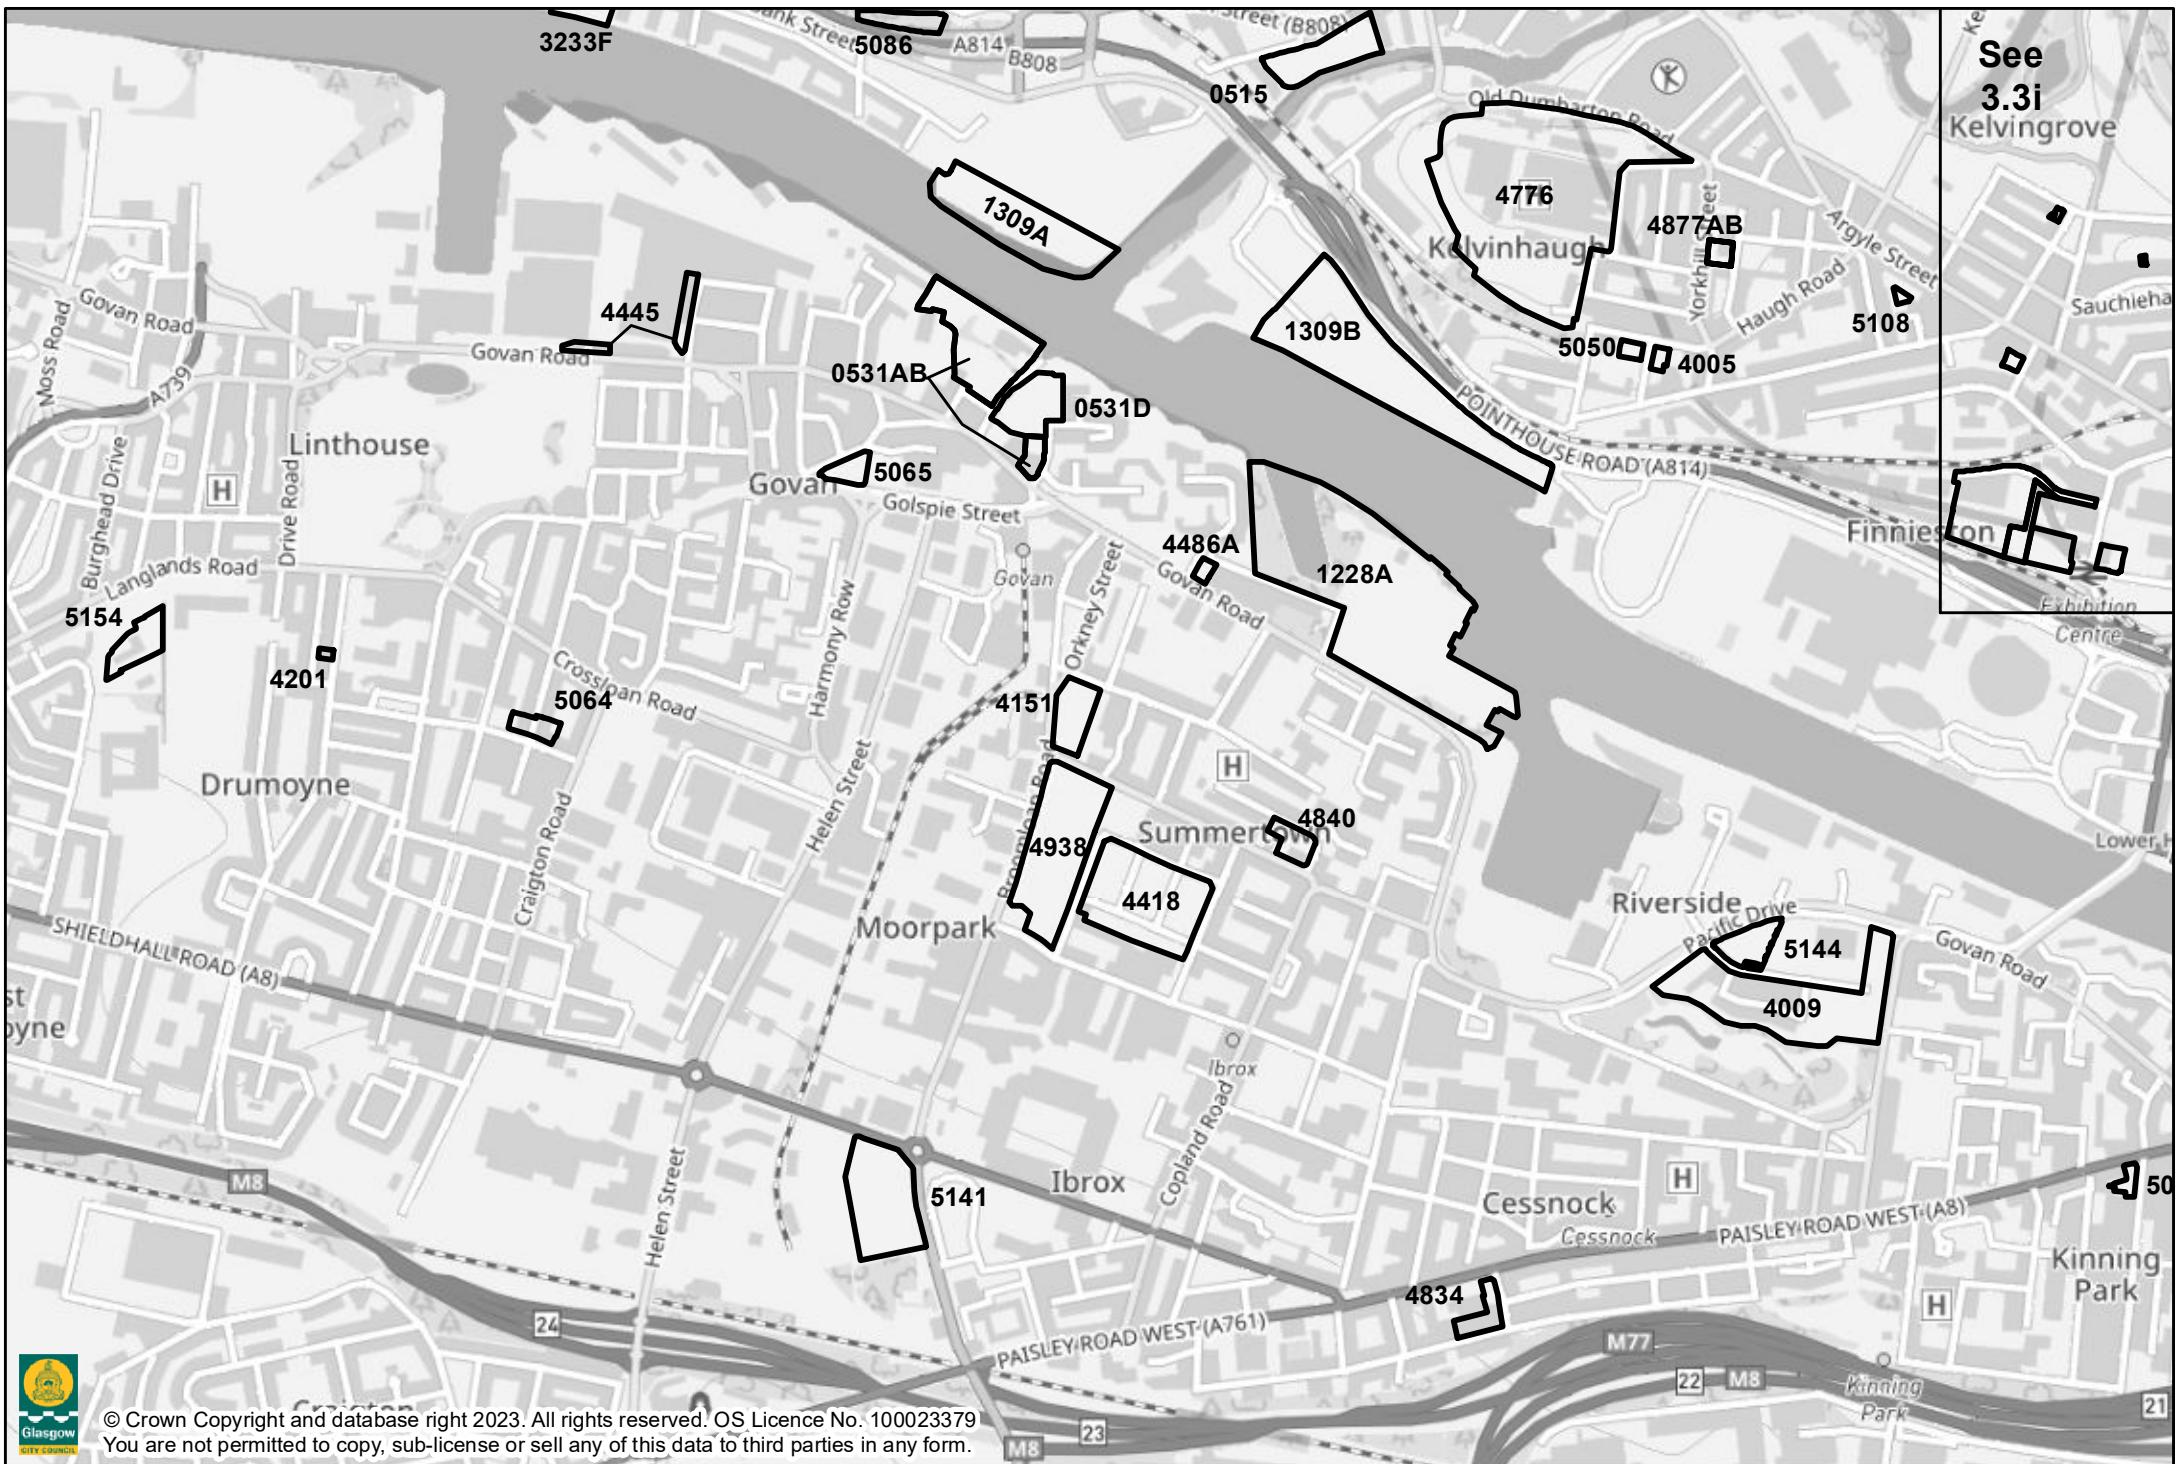 3233F
5086
Street (B808)
A814
B808
0515
See
3.3i
Kelvingrove
Old Dumbarton Road
4776
Kelvinhaugh
4877AB
Yorkhill Street
Argyle Street
Haugh Road
5108
Sauchieha
1309A
1309B
5050
4005
POINTHOUSE ROAD (A814)
Finnieston
Exhibition
Centre
Moss Road
Govan Road
A739
4445
Govan Road
0531AB
0531D
Linthouse
H
Drive Road
Burghead Drive
Langlands Road
Govan
5065
Golspie Street
Govan
Orkney Street
4486A
Govan Road
1228A
5154
4201
5064
Crossloan Road
Harmony Row
Helen Street
4151
Drumoyne
Craigton Road
Broomloan Road
4938
4418
Summertown
4840
H
Moorpark
Riverside
Pacific Drive
5144
4009
Govan Road
Lower H
SHIELDHALL ROAD (A8)
st
oyne
Ibrox
Copland Road
M8
Helen Street
5141
Ibrox
Cessnock
H
Cessnock
PAISLEY ROAD WEST (A8)
50
Kinning
Park
H
4834
PAISLEY ROAD WEST (A761)
24
M77
22
M8
Kinning
Park
21
23
M8
Craigton
Glasgow
CITY COUNCIL
© Crown Copyright and database right 2023. All rights reserved. OS Licence No. 100023379
You are not permitted to copy, sub-license or sell any of this data to third parties in any form.